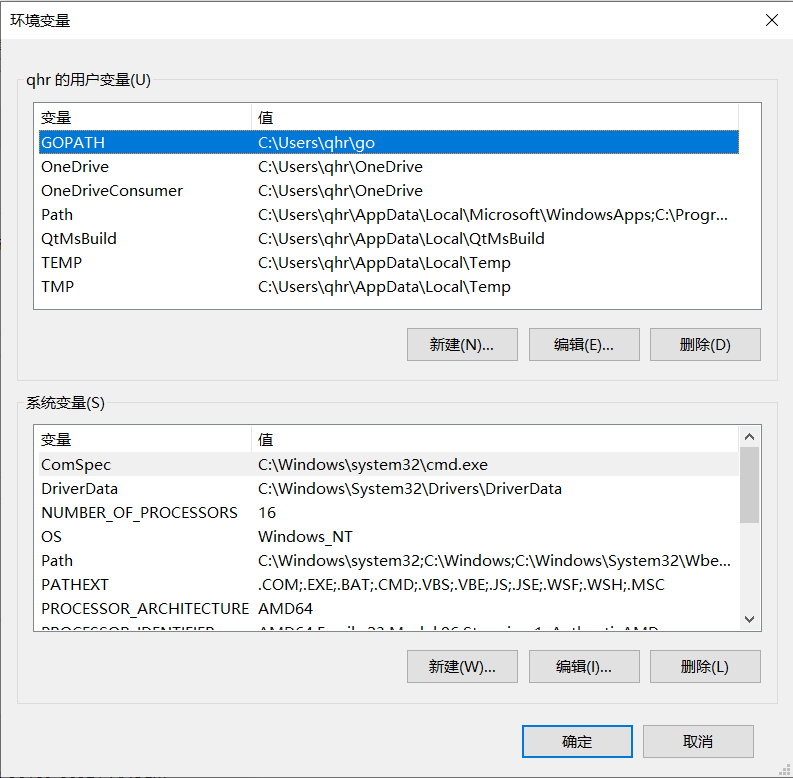 环境变量
qhr 的用户变量(U)
变量 值
GOPATH C:\Users\qhr\go
OneDrive C:\Users\qhr\OneDrive
OneDriveConsumer C:\Users\qhr\OneDrive
Path C:\Users\qhr\AppData\Local\Microsoft\WindowsApps;C:\Progr...
QtMsBuild C:\Users\qhr\AppData\Local\QtMsBuild
TEMP C:\Users\qhr\AppData\Local\Temp
TMP C:\Users\qhr\AppData\Local\Temp
新建(N)... 编辑(E)... 删除(D)
系统变量(S)
变量 值
ComSpec C:\Windows\system32\cmd.exe
DriverData C:\Windows\System32\Drivers\DriverData
NUMBER_OF_PROCESSORS 16
OS Windows_NT
Path C:\Windows\system32;C:\Windows;C:\Windows\System32\Wbe...
PATHEXT .COM;.EXE;.BAT;.CMD;.VBS;.VBE;.JS;.JSE;.WSF;.WSH;.MSC
PROCESSOR_ARCHITECTURE AMD64
新建(W)... 编辑(I)... 删除(L)
确定 取消